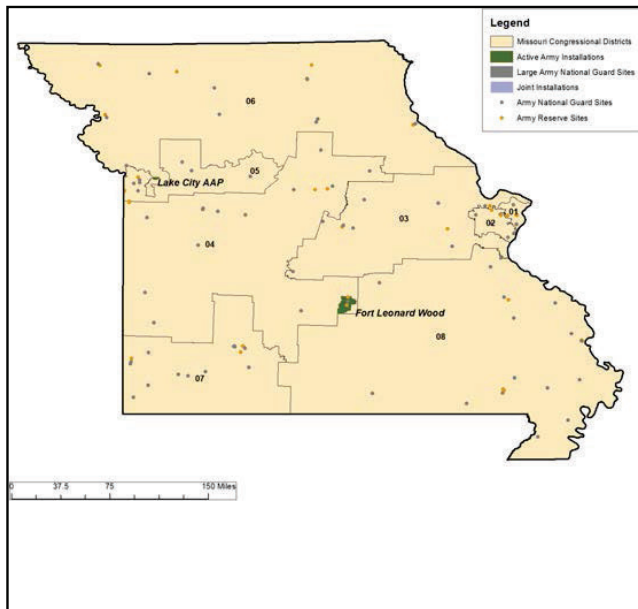 Legend
Missouri Congressional Districts
Active Army Installations
Large Army National Guard Sites
Joint Installations
Army National Guard Sites
Army Reserve Sites
06
05
Lake City AAP
01
02
03
04
Fort Leonard Wood
08
07
0 37.5 75 150 Miles